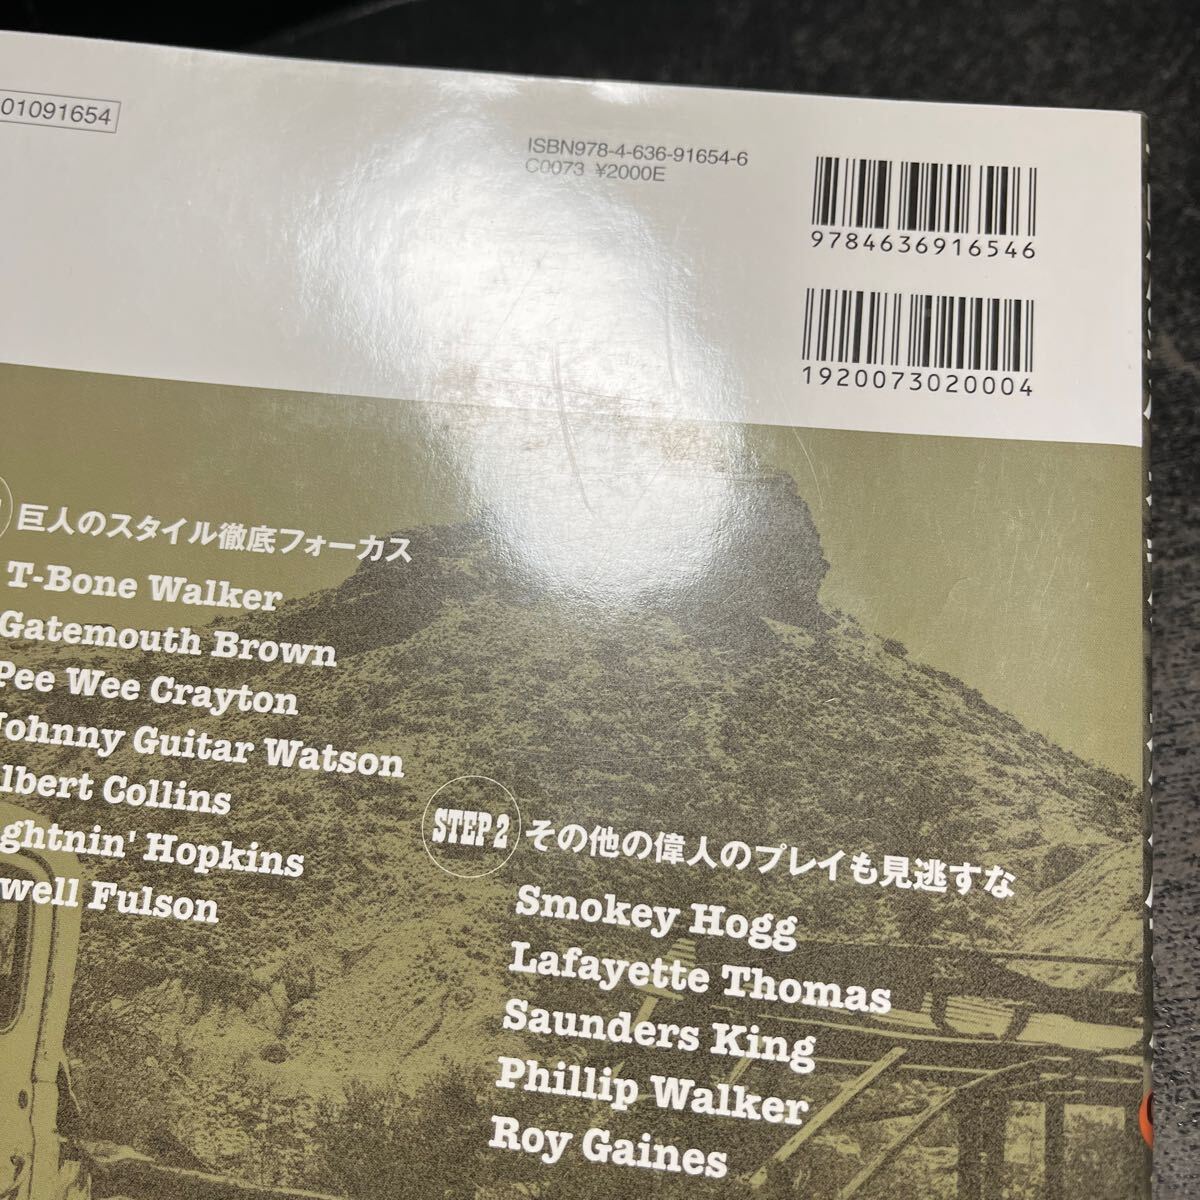 01091654
ISBN978-4-636-91654-6
C0073 ¥2000E
9784636916546
1920073020004
巨人のスタイル徹底フォーカス
T-Bone Walker
Gatemouth Brown
Pee Wee Crayton
Johnny Guitar Watson
lbert Collins
ghtnin' Hopkins
well Fulson
STEP 2 その他の偉人のプレイも見逃すな
Smokey Hogg
Lafayette Thomas
Saunders King
Phillip Walker
Roy Gaines